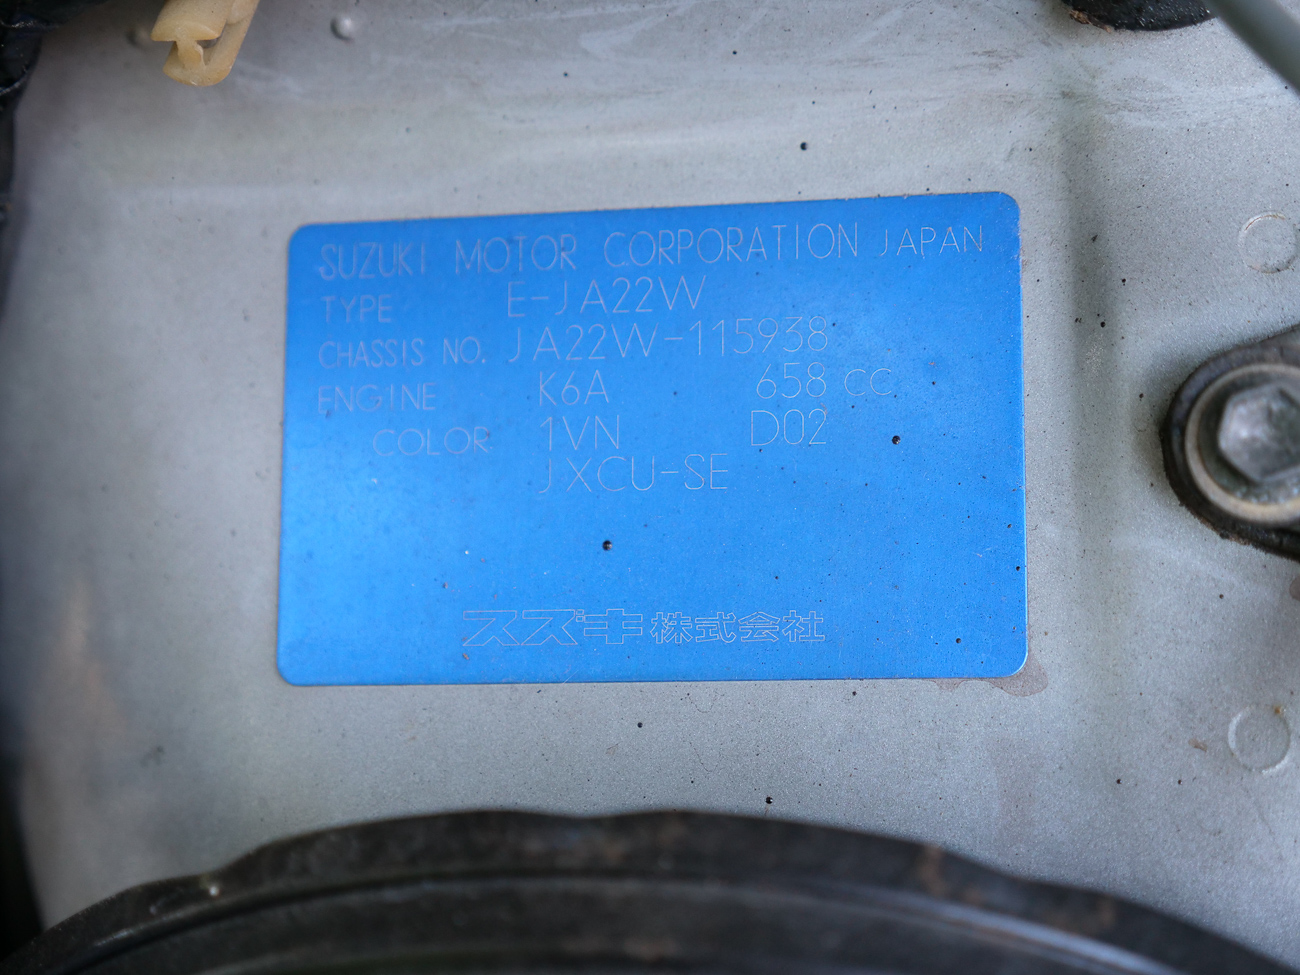 SUZUKI MOTOR CORPORATION JAPAN
TYPE E-JA22W
CHASSIS NO. JA22W-115938
ENGINE K6A 658 CC
COLOR 1VN D02
JXCU-SE
スズキ株式会社